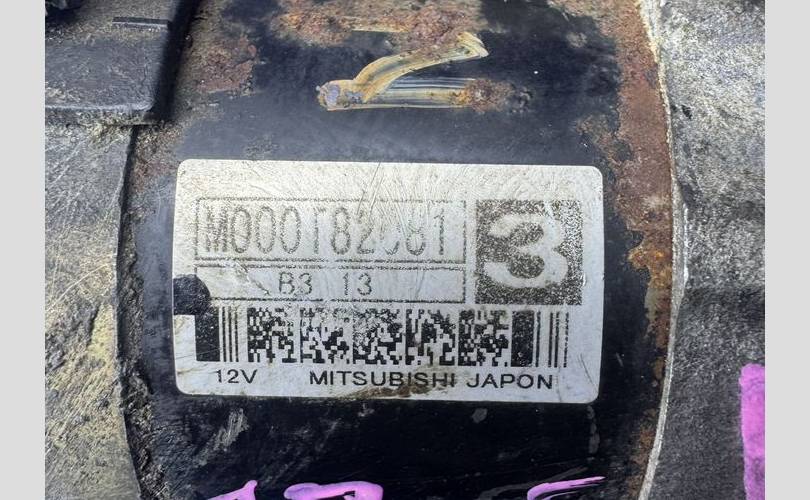 M000T82081
3
B3 13
12V MITSUBISHI JAPON